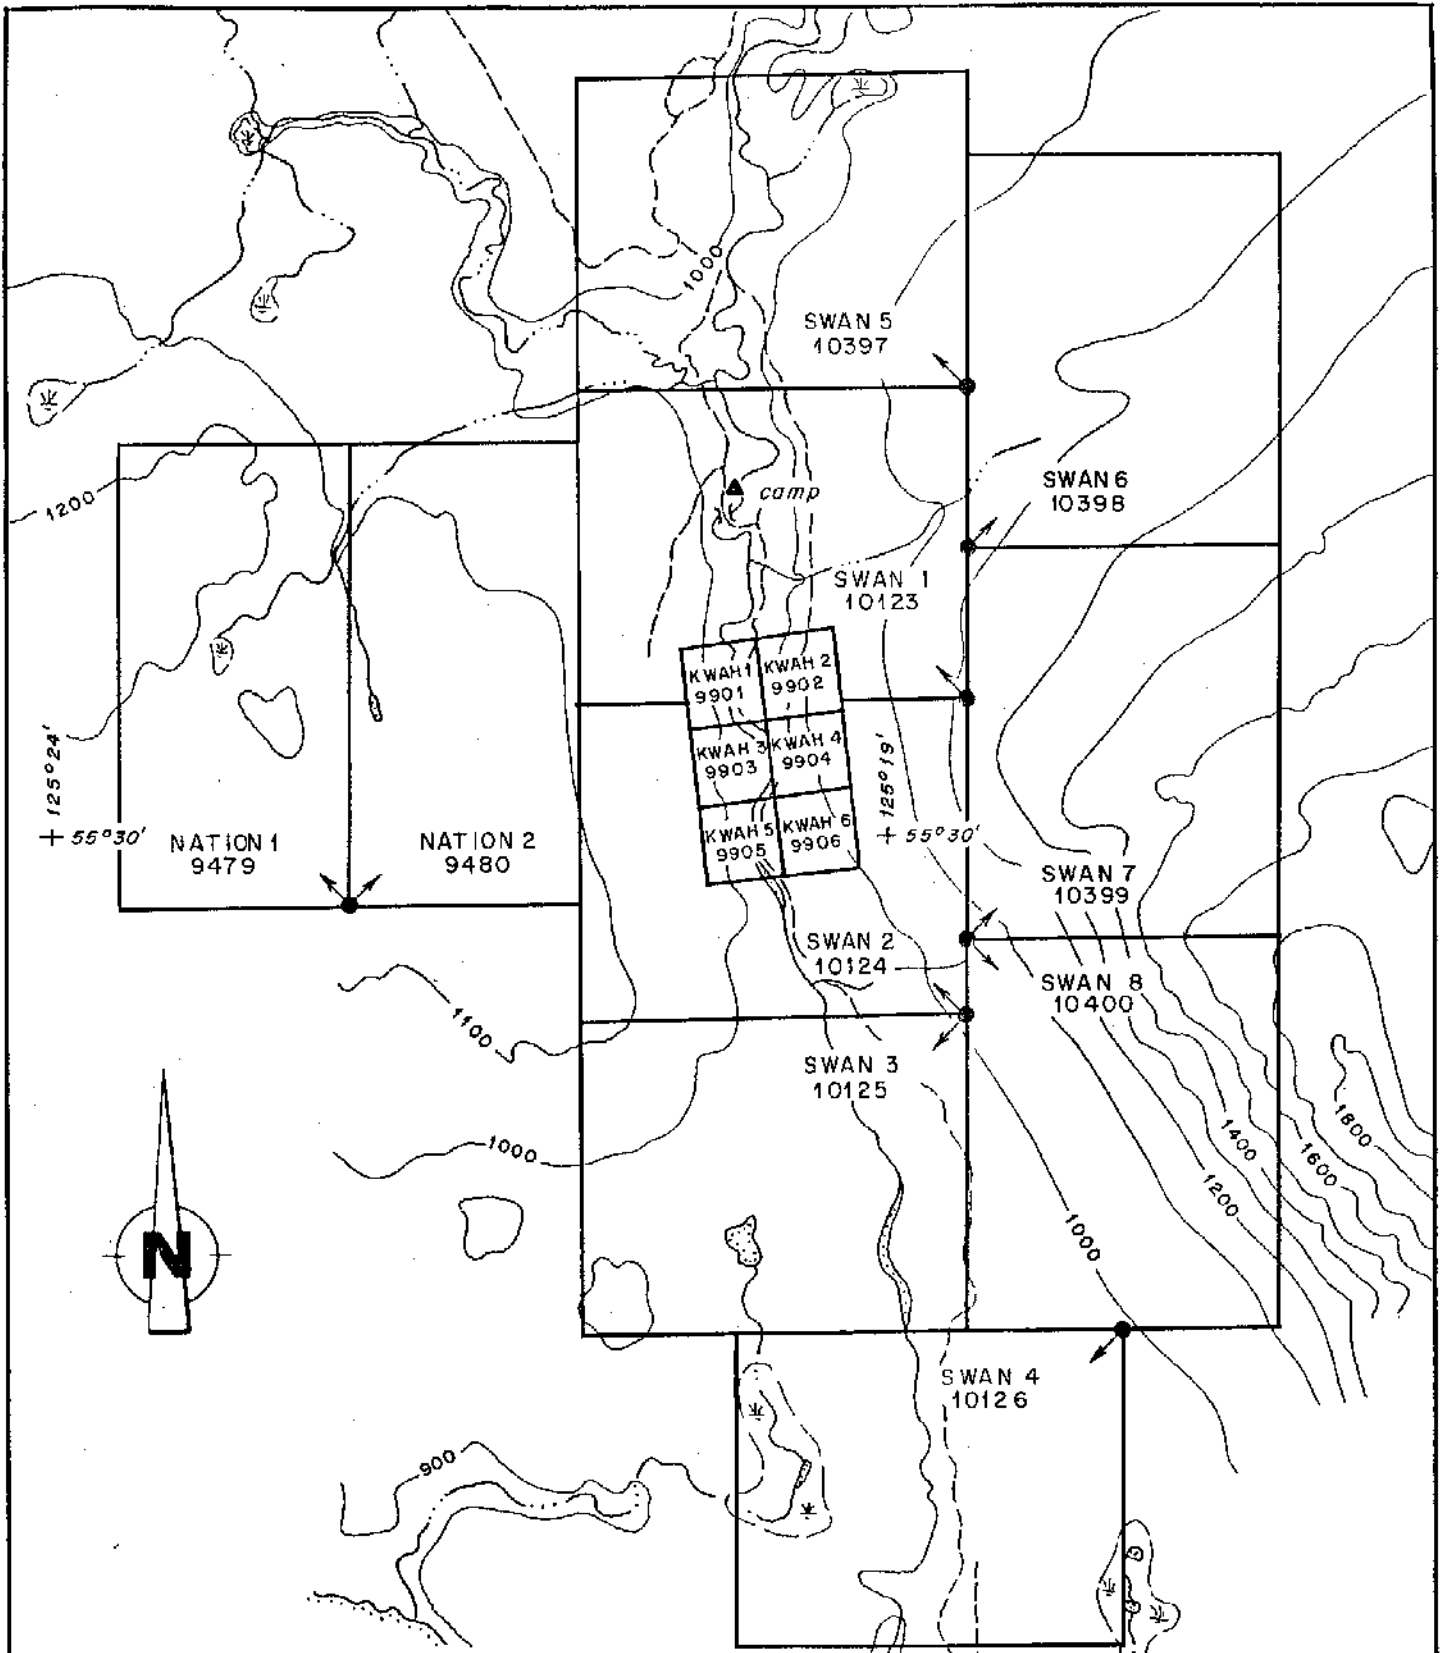 1000
SWAN 5
10397
1200
SWAN 6
10398
camp
SWAN 1
10123
KWAH 1
9901
KWAH 2
9902
KWAH 3
9903
KWAH 4
9904
KWAH 5
9905
KWAH 6
9906
125°24'
55°30'
125°19'
55°30'
NATION 1
9479
NATION 2
9480
SWAN 7
10399
SWAN 2
10124
SWAN 8
10400
1100
SWAN 3
10125
1000
1800
1400
1600
1200
1000
N
SWAN 4
10126
900